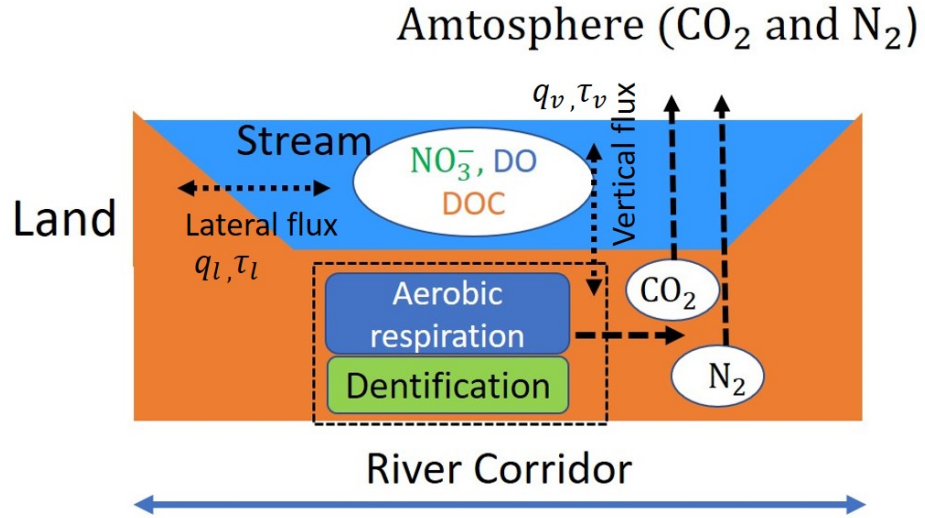 Amtosphere (CO₂ and N₂)
qᵥ,τᵥ
Vertical flux
Stream
NO₃⁻, DO
DOC
Land
Lateral flux
qₗ,τₗ
Aerobic
respiration
Dentification
CO₂
N₂
River Corridor